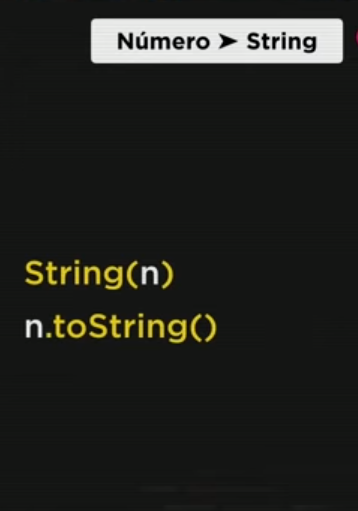 Número ➤ String
String(n)
n.toString()